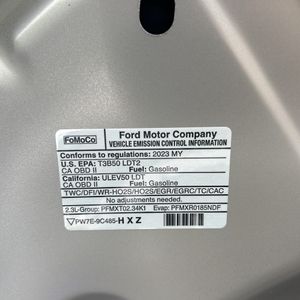 FoMoCo
Ford Motor Company
VEHICLE EMISSION CONTROL INFORMATION
Conforms to regulations: 2023 MY
U.S. EPA: T3B50 LDT2
CA OBD II Fuel: Gasoline
California: ULEV50 LDT
CA OBD II Fuel: Gasoline
TWC/DFI/WR-HO2S/HO2S/EGR/EGRC/TC/CAC
No adjustments needed.
2.3L-Group: PFMXT02.34K1 Evap: PFMXR0185NDF
PW7E-9C485-HXZ